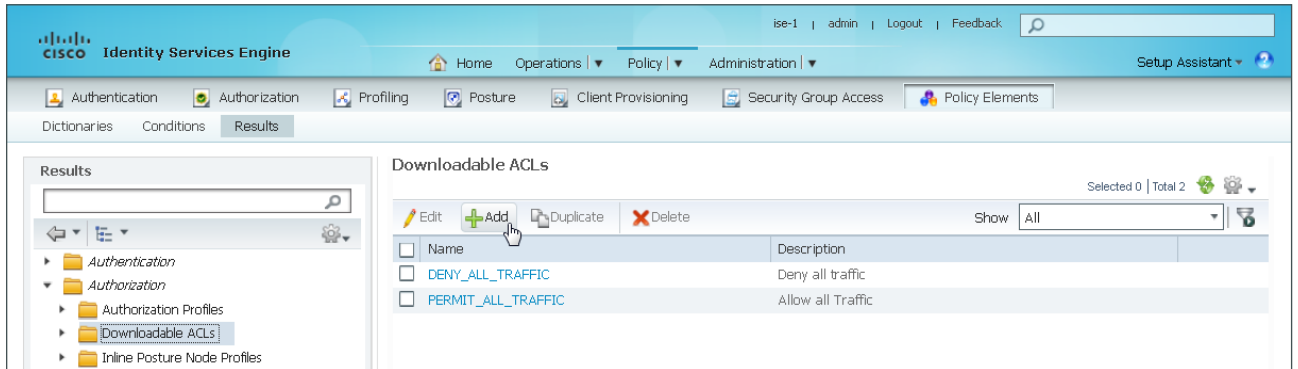 ise-1 | admin | Logout | Feedback
CISCO Identity Services Engine
Home Operations | Policy | Administration | Setup Assistant
Authentication Authorization Profiling Posture Client Provisioning Security Group Access Policy Elements
Dictionaries Conditions Results
Results
Authentication
Authorization
Authorization Profiles
Downloadable ACLs
Inline Posture Node Profiles
Downloadable ACLs
Selected 0 | Total 2
Edit Add Duplicate Delete Show All
Name Description
DENY_ALL_TRAFFIC Deny all traffic
PERMIT_ALL_TRAFFIC Allow all Traffic